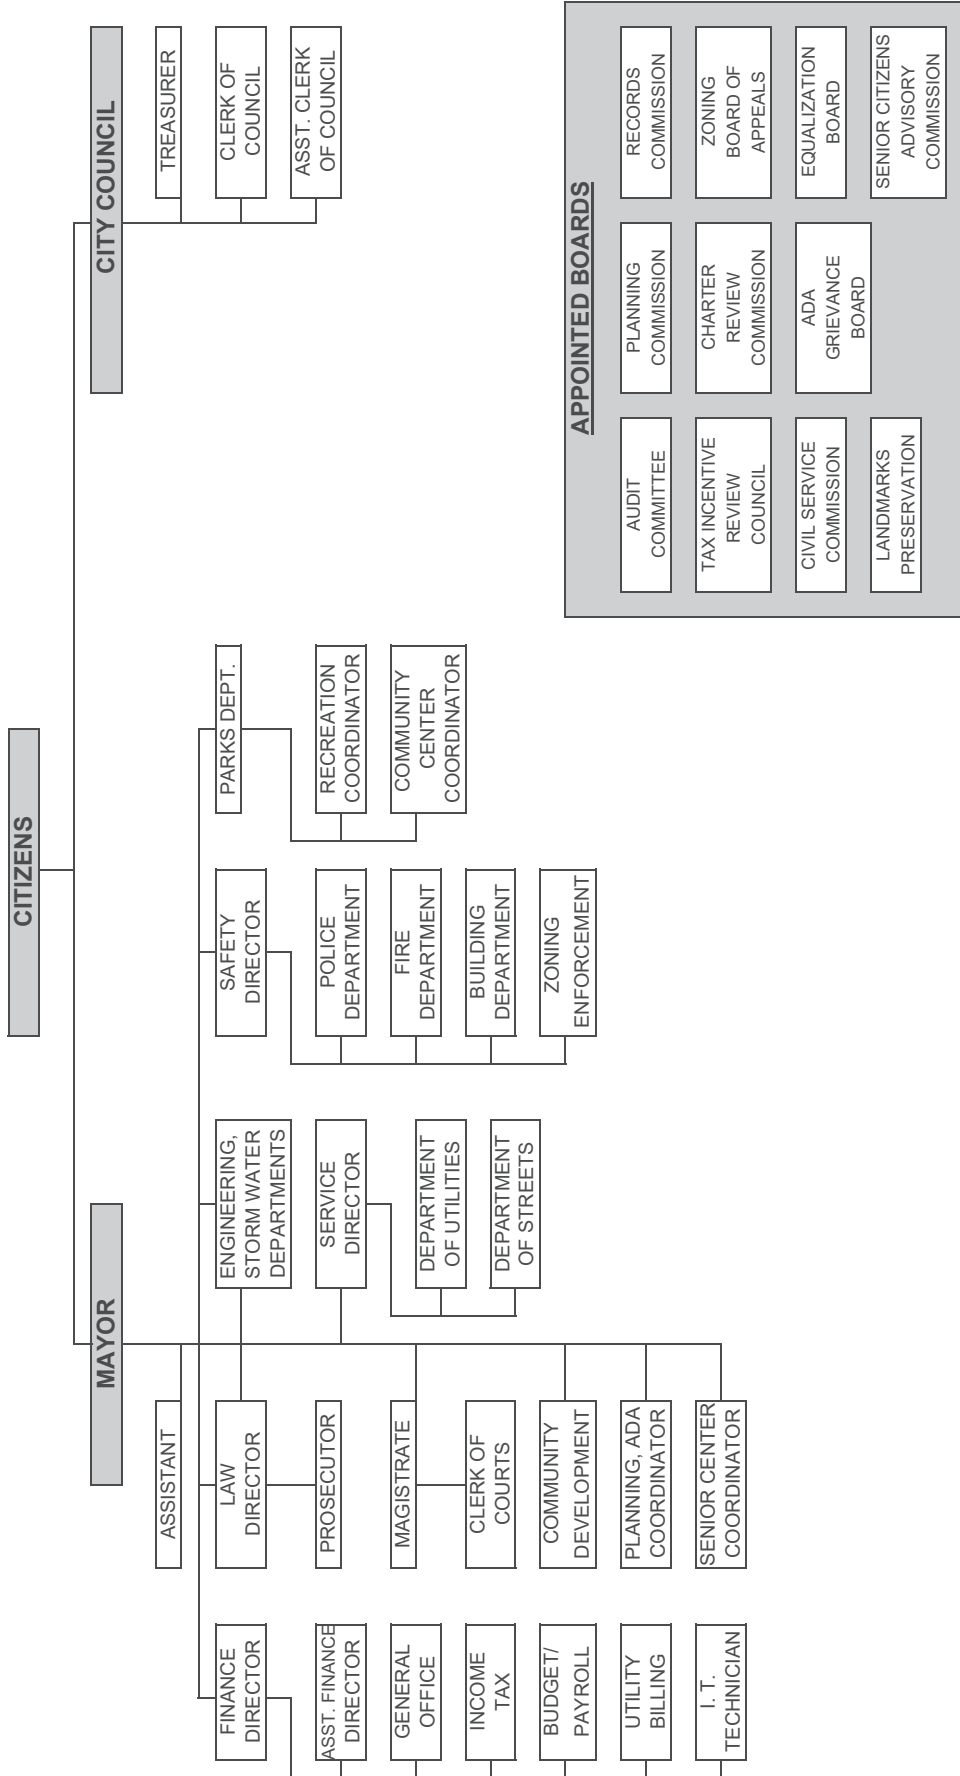 CITIZENS
MAYOR
CITY COUNCIL
ASSISTANT
TREASURER
CLERK OF
COUNCIL
ASST. CLERK
OF COUNCIL
FINANCE
DIRECTOR
ASST. FINANCE
DIRECTOR
GENERAL
OFFICE
INCOME
TAX
BUDGET/
PAYROLL
UTILITY
BILLING
I. T.
TECHNICIAN
LAW
DIRECTOR
PROSECUTOR
MAGISTRATE
CLERK OF
COURTS
COMMUNITY
DEVELOPMENT
PLANNING, ADA
COORDINATOR
SENIOR CENTER
COORDINATOR
ENGINEERING,
STORM WATER
DEPARTMENTS
SERVICE
DIRECTOR
DEPARTMENT
OF UTILITIES
DEPARTMENT
OF STREETS
SAFETY
DIRECTOR
POLICE
DEPARTMENT
FIRE
DEPARTMENT
BUILDING
DEPARTMENT
ZONING
ENFORCEMENT
PARKS DEPT.
RECREATION
COORDINATOR
COMMUNITY
CENTER
COORDINATOR
APPOINTED BOARDS
AUDIT
COMMITTEE
PLANNING
COMMISSION
RECORDS
COMMISSION
TAX INCENTIVE
REVIEW
COUNCIL
CHARTER
REVIEW
COMMISSION
ZONING
BOARD OF
APPEALS
CIVIL SERVICE
COMMISSION
ADA
GRIEVANCE
BOARD
EQUALIZATION
BOARD
LANDMARKS
PRESERVATION
SENIOR CITIZENS
ADVISORY
COMMISSION